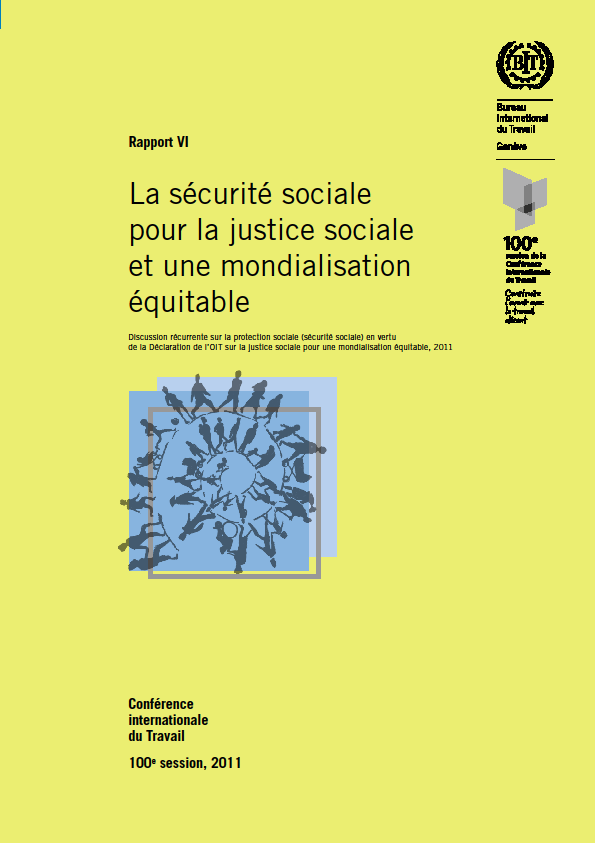 BIT
Bureau
International
du Travail
Genève
Rapport VI
La sécurité sociale
pour la justice sociale
et une mondialisation
équitable
Discussion récurrente sur la protection sociale (sécurité sociale) en vertu
de la Déclaration de l'OIT sur la justice sociale pour une mondialisation équitable, 2011
100e
session de la
Conférence
internationale
du Travail
Construire
l'avenir avec
le travail
décent
Conférence
internationale
du Travail
100e session, 2011